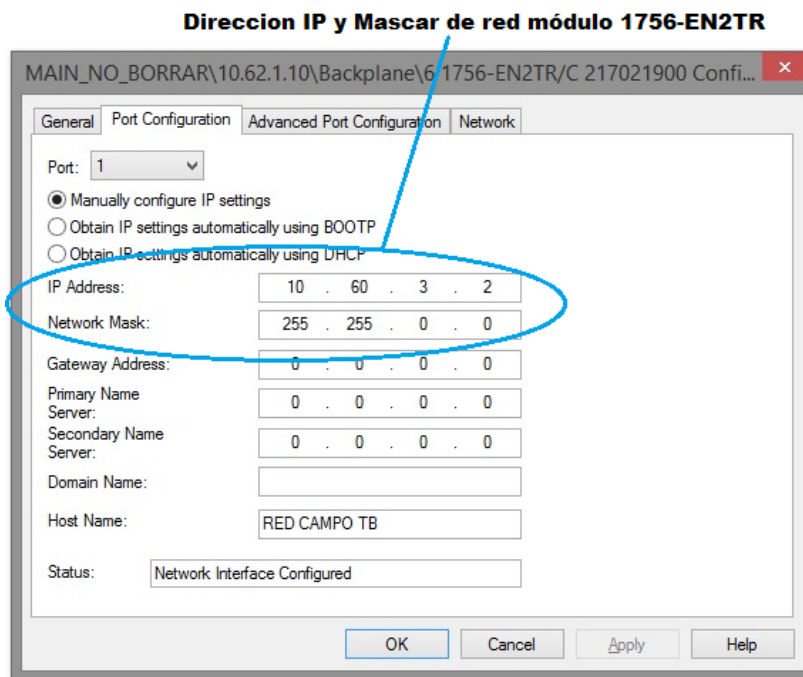 Direccion IP y Mascar de red módulo 1756-EN2TR
MAIN_NO_BORRAR\10.62.1.10\Backplane\6 1756-EN2TR/C 217021900 Confi...
General Port Configuration Advanced Port Configuration Network
Port: 1
Manually configure IP settings
Obtain IP settings automatically using BOOTP
Obtain IP settings automatically using DHCP
IP Address: 10 . 60 . 3 . 2
Network Mask: 255 . 255 . 0 . 0
Gateway Address: 0 . 0 . 0 . 0
Primary Name
Server: 0 . 0 . 0 . 0
Secondary Name
Server: 0 . 0 . 0 . 0
Domain Name:
Host Name: RED CAMPO TB
Status: Network Interface Configured
OK Cancel Apply Help